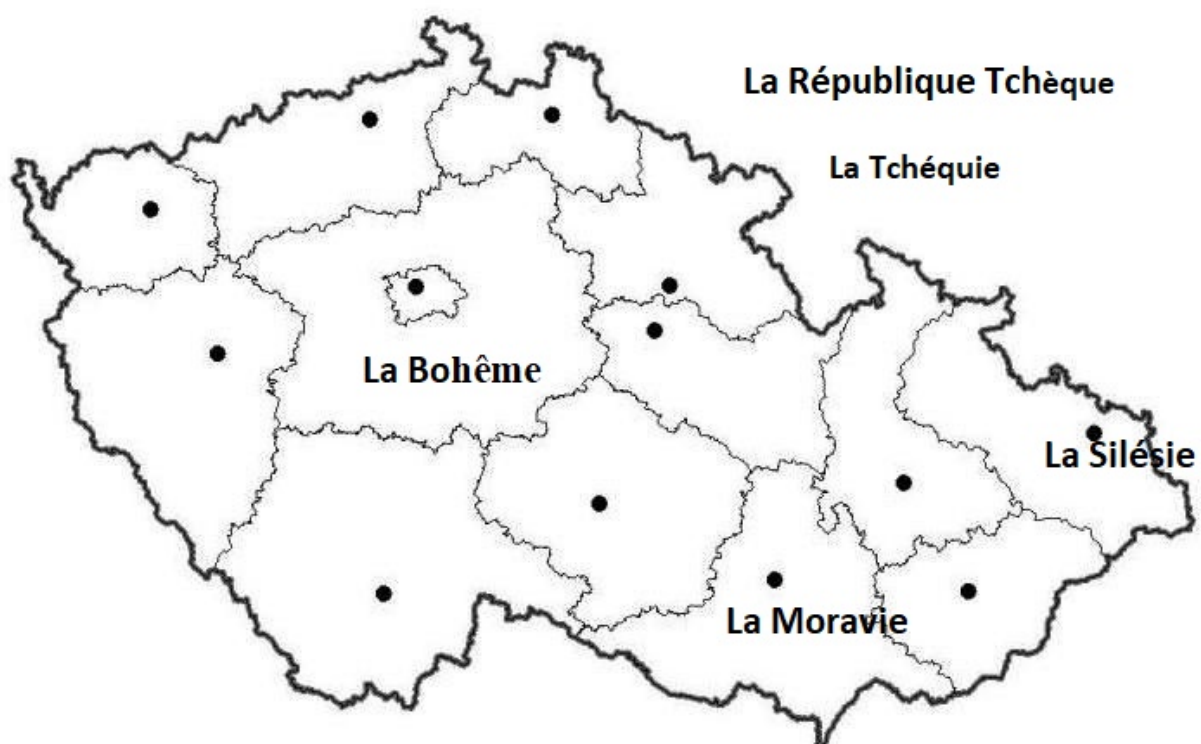 La République Tchèque
La Tchéquie
La Bohême
La Silésie
La Moravie